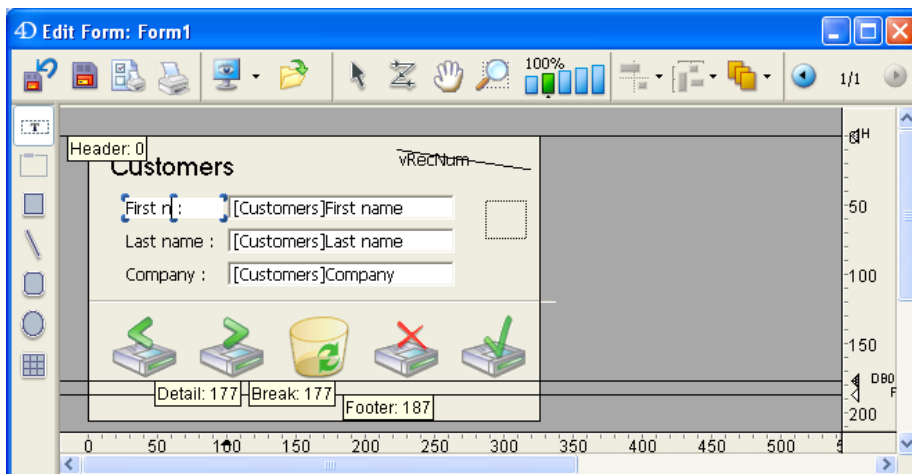 4D Edit Form: Form1
100%
1/1
T
Header: 0
H
Customers
vRecNum
First n :
[Customers]First name
50
Last name :
[Customers]Last name
Company :
[Customers]Company
100
150
Detail: 177
Break: 177
DB0
F
Footer: 187
200
0 50 100 150 200 250 300 350 400 450 500